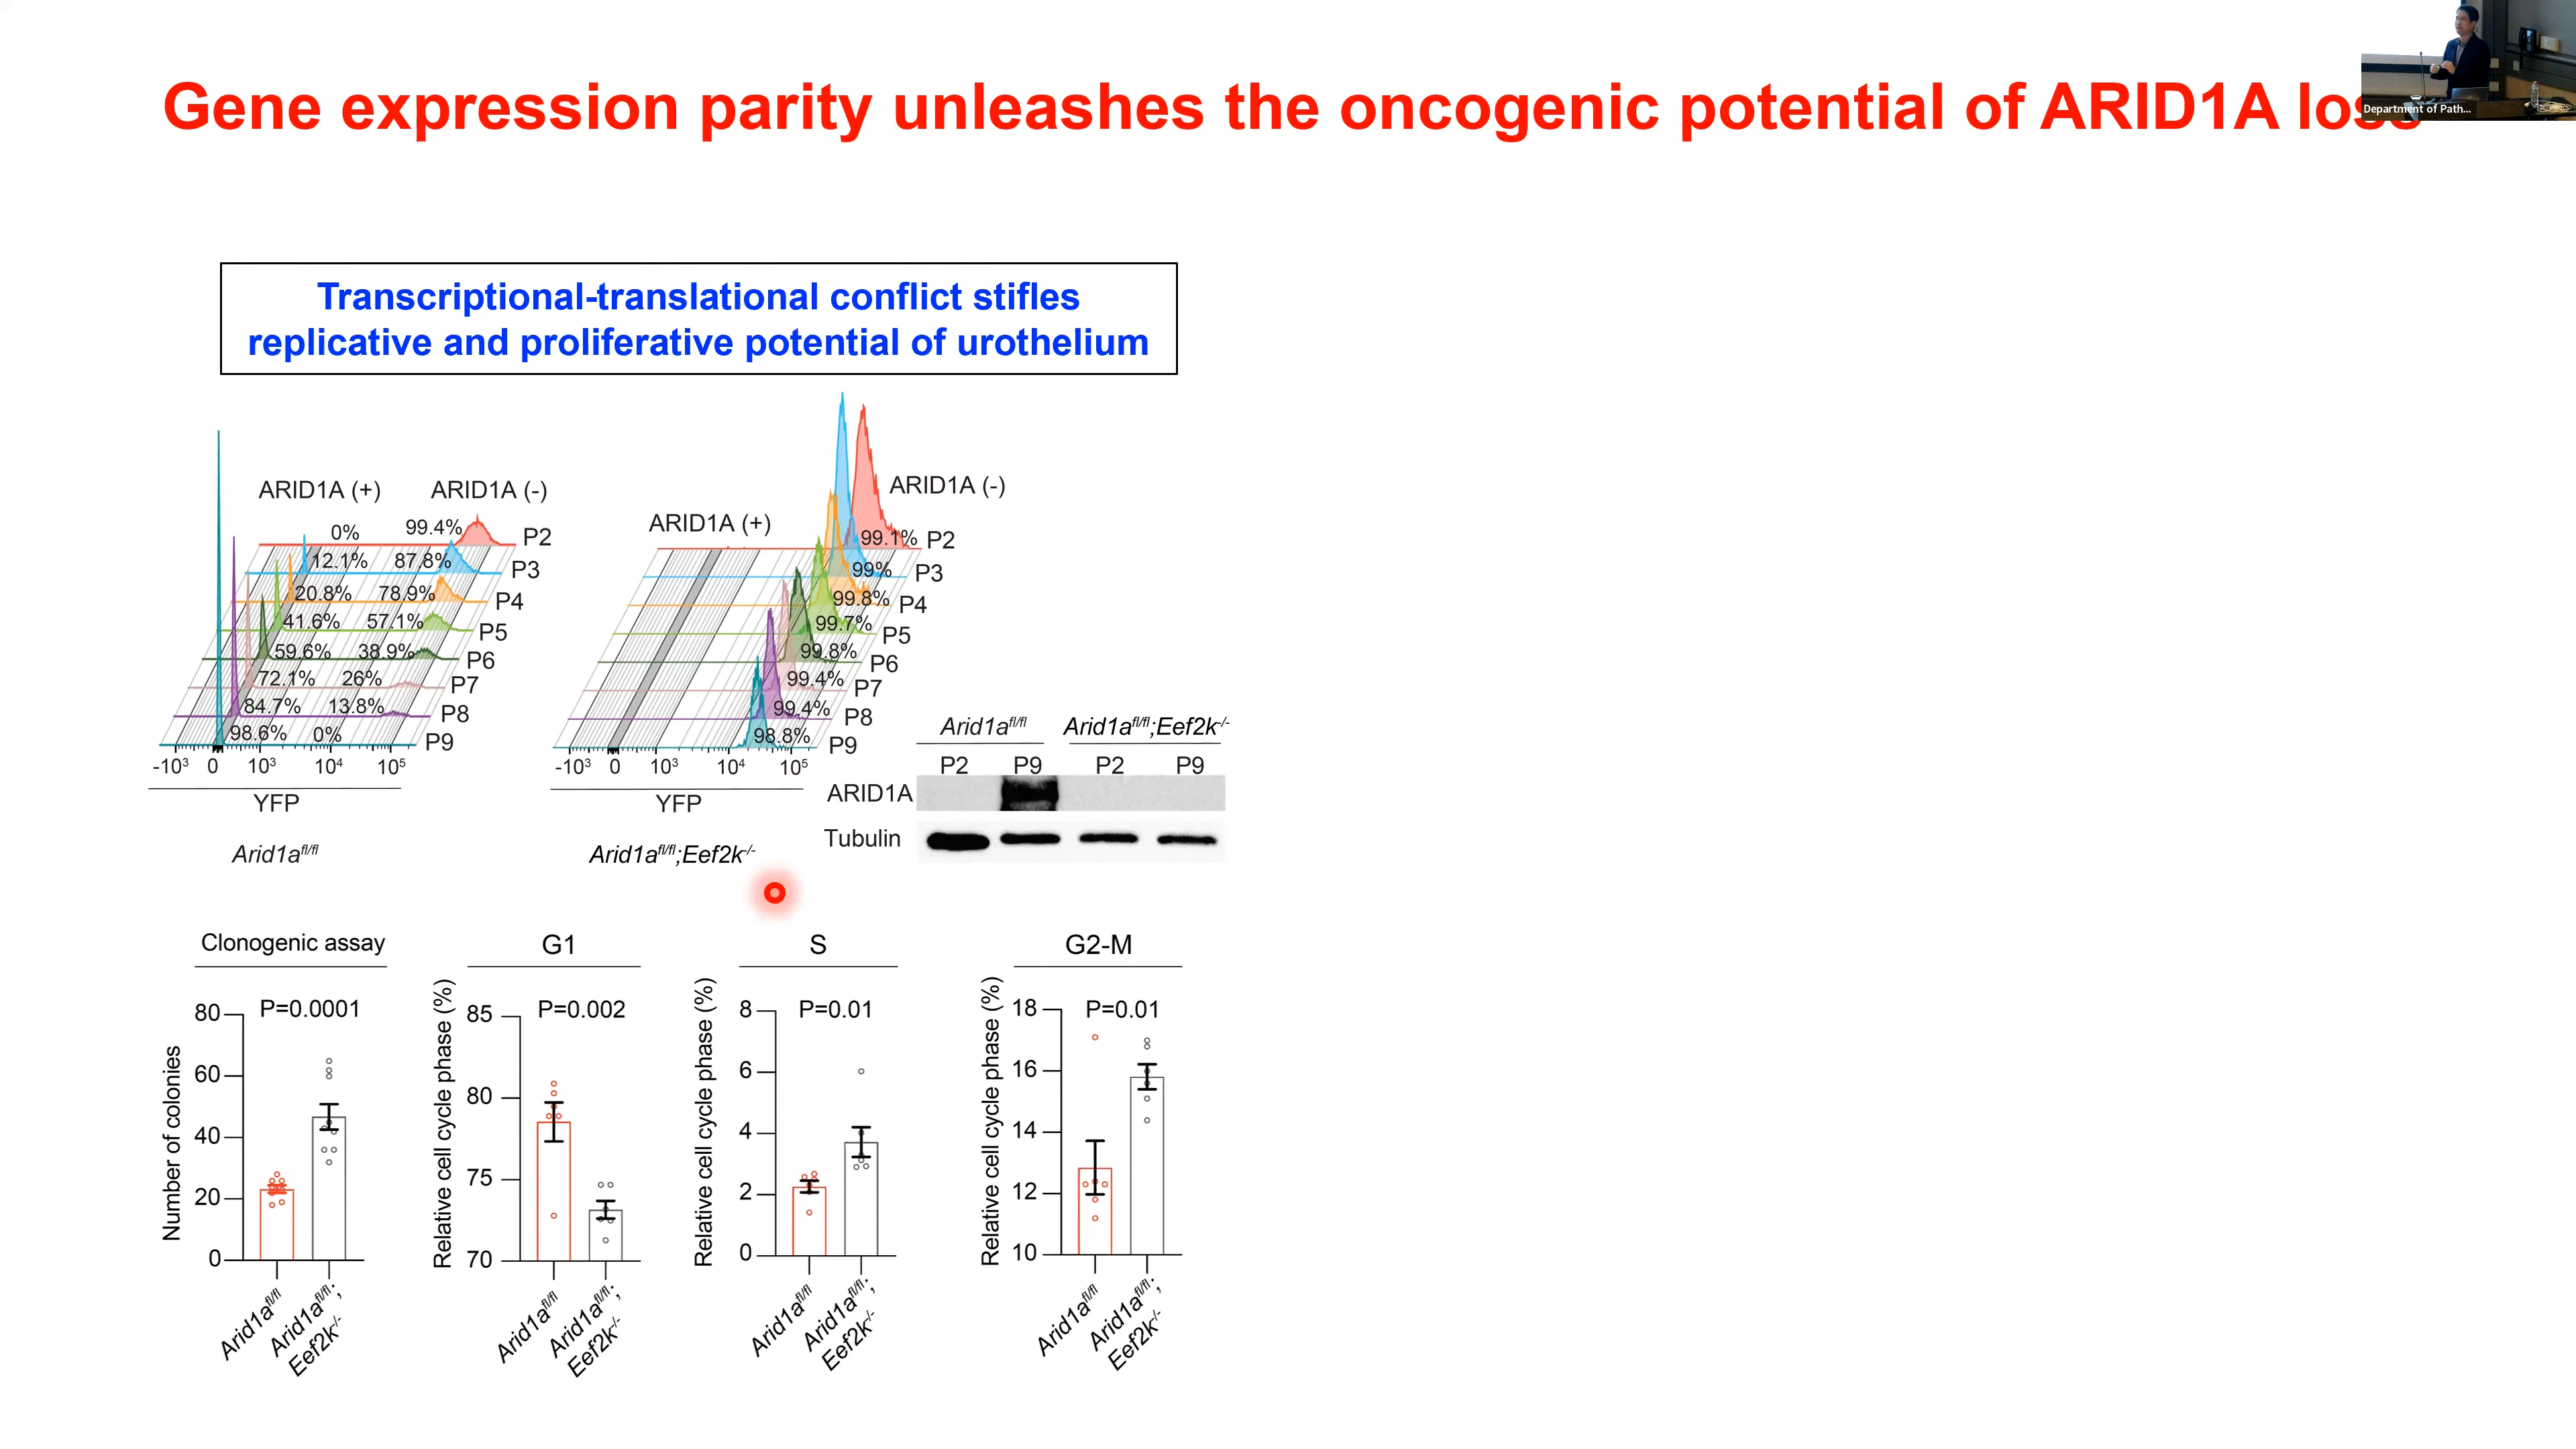 Gene expression parity unleashes the oncogenic potential of ARID1A loss
Department of Path...
Transcriptional-translational conflict stifles
replicative and proliferative potential of urothelium
ARID1A (+)
ARID1A (-)
0%
99.4%
P2
12.1%
87.8%
P3
20.8%
78.9%
P4
41.6%
57.1%
P5
59.6%
38.9%
P6
72.1%
26%
P7
84.7%
13.8%
P8
98.6%
0%
P9
-10³ 0 10³ 10⁴ 10⁵
YFP
Arid1a^fl/fl
ARID1A (+)
ARID1A (-)
99.1%
P2
99%
P3
99.8%
P4
99.7%
P5
99.8%
P6
99.4%
P7
99.4%
P8
98.8%
P9
-10³ 0 10³ 10⁴ 10⁵
YFP
Arid1a^fl/fl;Eef2k^-/-
Arid1a^fl/fl
Arid1a^fl/fl;Eef2k^-/-
P2 P9 P2 P9
ARID1A
Tubulin
Clonogenic assay
P=0.0001
Number of colonies
80
60
40
20
0
Arid1a^fl/fl
Arid1a^fl/fl;
Eef2k^-/-
G1
P=0.002
Relative cell cycle phase (%)
85
80
75
70
Arid1a^fl/fl
Arid1a^fl/fl;
Eef2k^-/-
S
P=0.01
Relative cell cycle phase (%)
8
6
4
2
0
Arid1a^fl/fl
Arid1a^fl/fl;
Eef2k^-/-
G2-M
P=0.01
Relative cell cycle phase (%)
18
16
14
12
10
Arid1a^fl/fl
Arid1a^fl/fl;
Eef2k^-/-